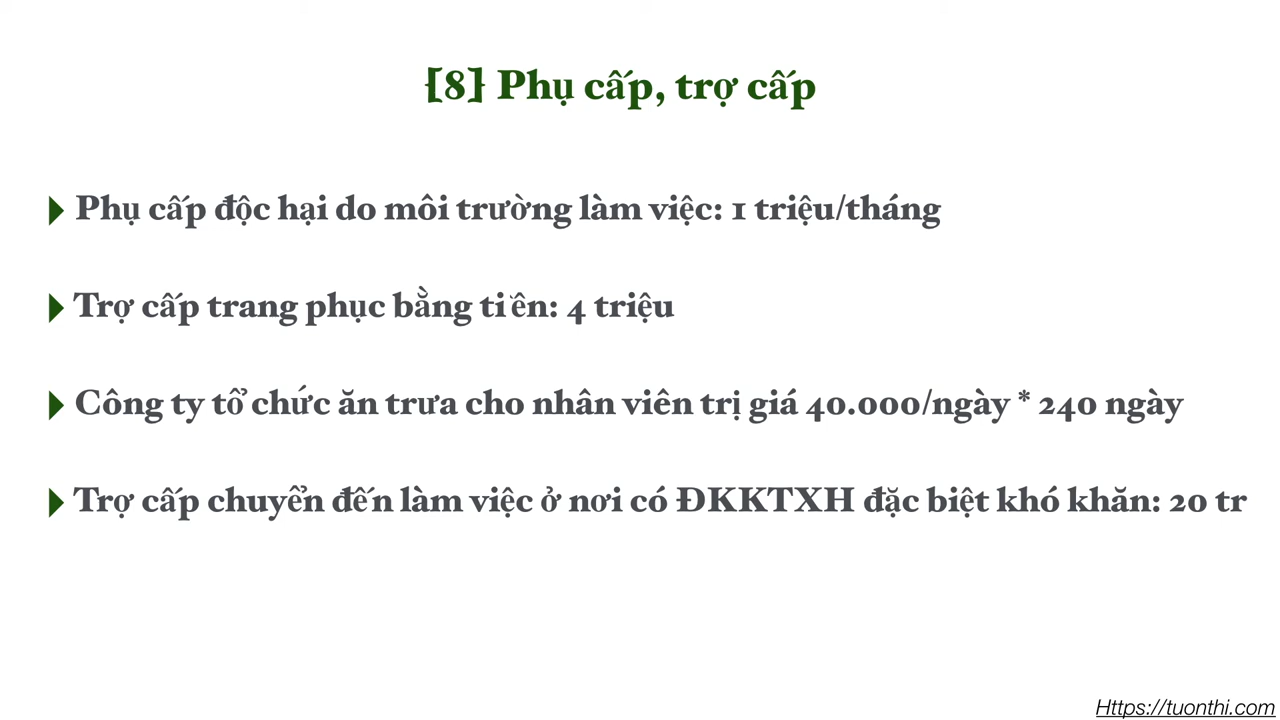 {8} Phụ cấp, trợ cấp
Phụ cấp độc hại do môi trường làm việc: 1 triệu/tháng
Trợ cấp trang phục bằng tiền: 4 triệu
Công ty tổ chức ăn trưa cho nhân viên trị giá 40.000/ngày * 240 ngày
Trợ cấp chuyển đến làm việc ở nơi có ĐKKTXH đặc biệt khó khăn: 20 tr
Https://tuonthi.com